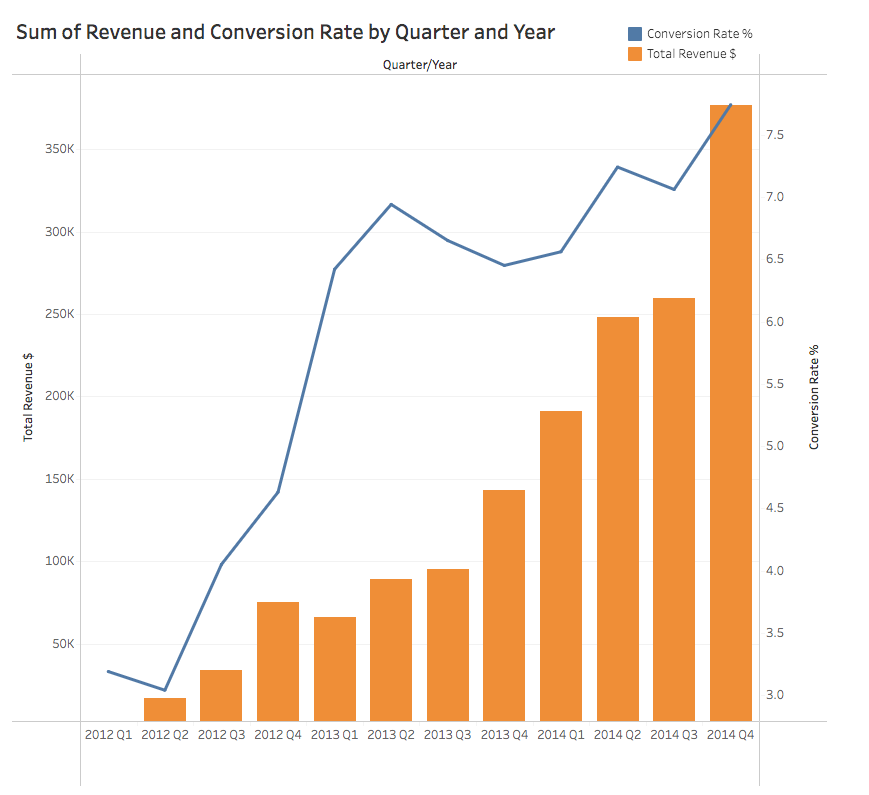 Sum of Revenue and Conversion Rate by Quarter and Year
Conversion Rate %
Total Revenue $
Quarter/Year
350K
300K
250K
200K
150K
100K
50K
Total Revenue $
7.5
7.0
6.5
6.0
5.5
5.0
4.5
4.0
3.5
3.0
Conversion Rate %
2012 Q1 2012 Q2 2012 Q3 2012 Q4 2013 Q1 2013 Q2 2013 Q3 2013 Q4 2014 Q1 2014 Q2 2014 Q3 2014 Q4